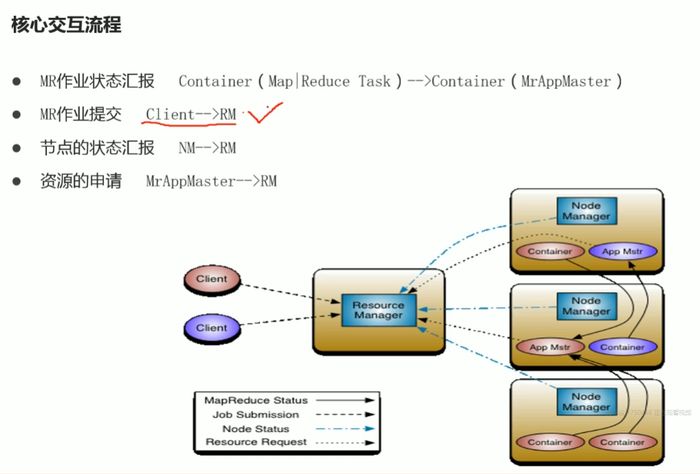 核心交互流程
● MR作业状态汇报 Container(Map|Reduce Task)-->Container(MrAppMaster)
● MR作业提交 Client-->RM
● 节点的状态汇报 NM-->RM
● 资源的申请 MrAppMaster-->RM
Node
Manager
Container App Mstr
Client
Resource
Manager
Node
Manager
Client
App Mstr Container
Node
Manager
MapReduce Status
Job Submission
Node Status
Resource Request
Container Container